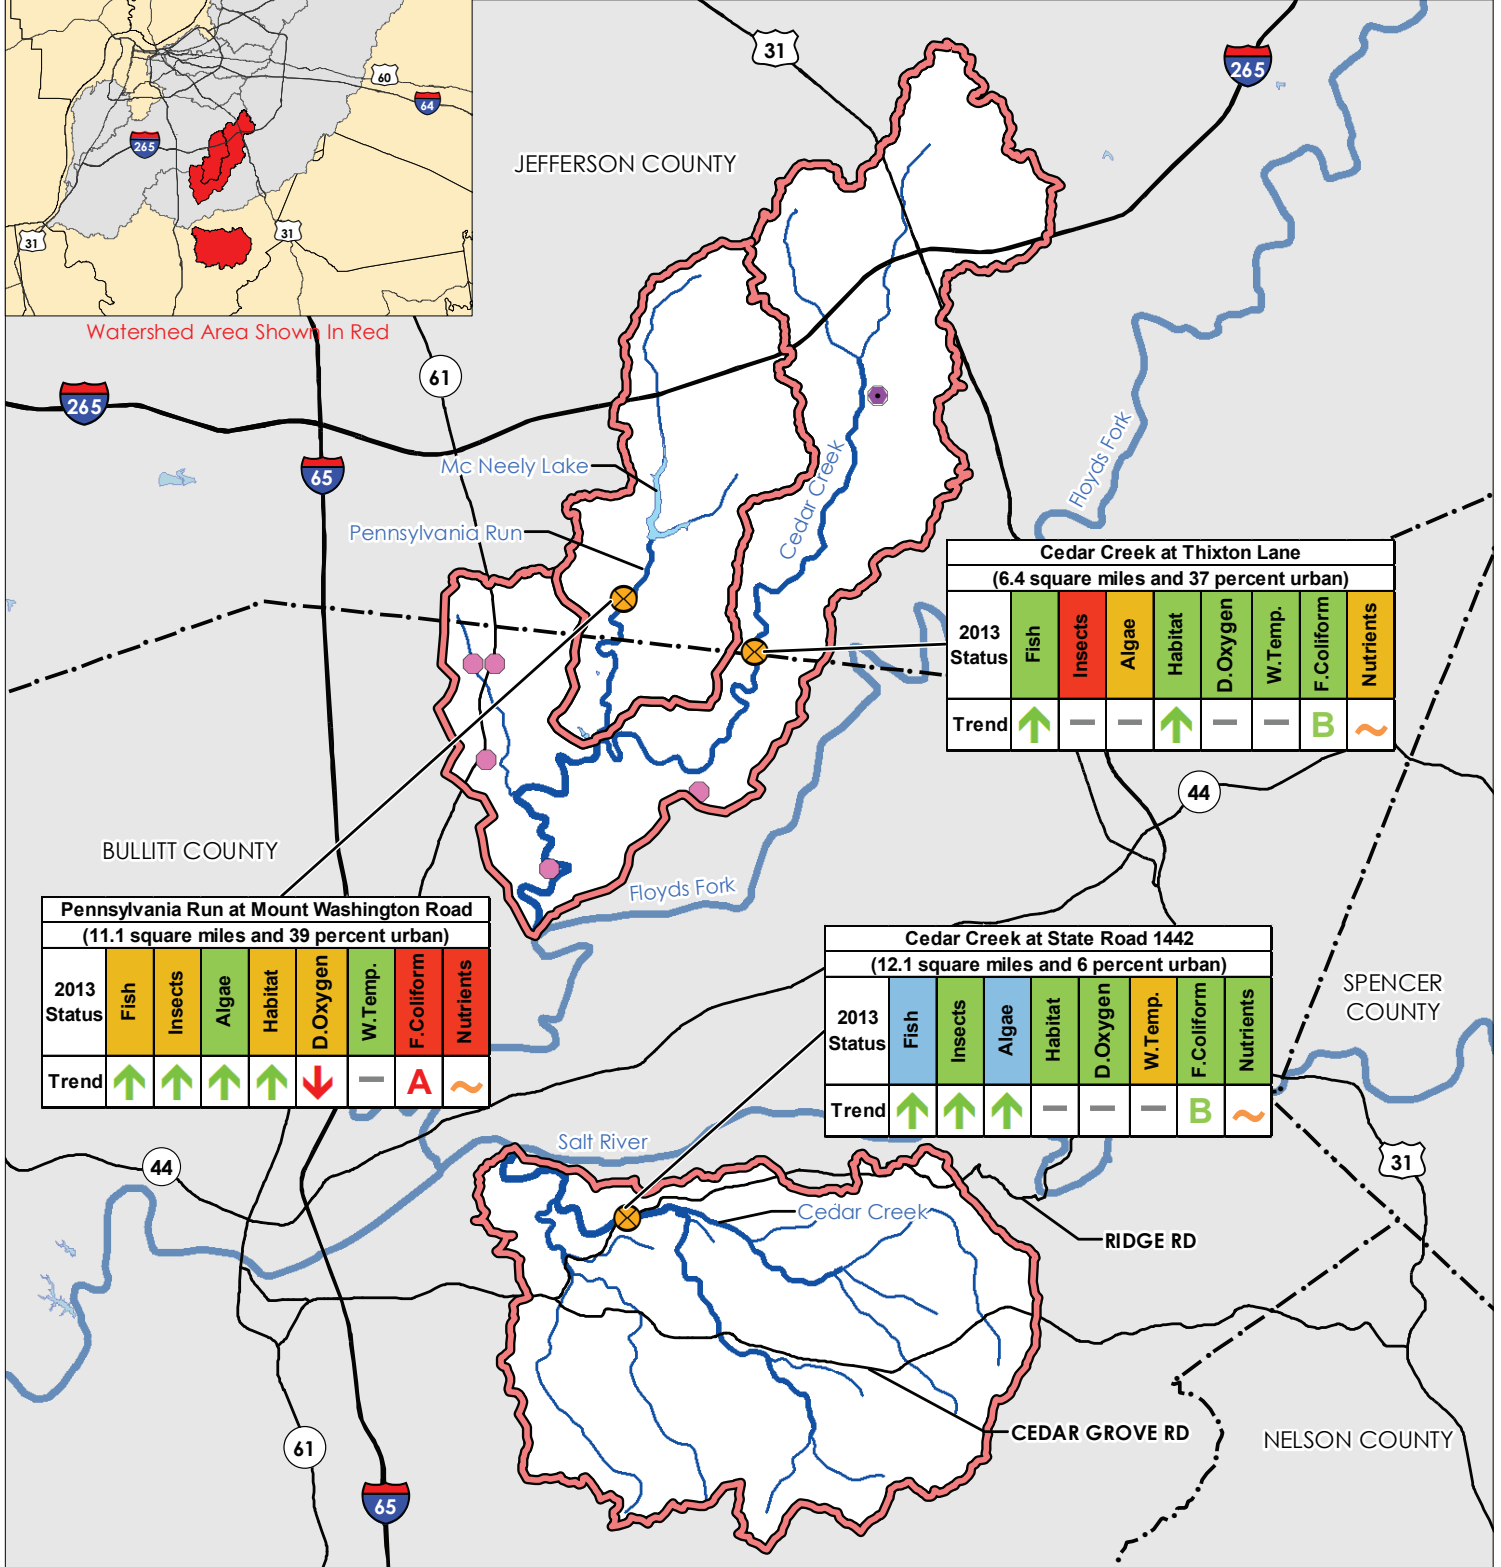 60
64
265
31
31
Watershed Area Shown In Red
31
265
JEFFERSON COUNTY
61
265
65
Mc Neely Lake
Pennsylvania Run
Cedar Creek
Floyds Fork
Cedar Creek at Thixton Lane
(6.4 square miles and 37 percent urban)
2013 Status Fish Insects Algae Habitat D.Oxygen W.Temp. F.Coliform Nutrients
Trend – – – – B ~
44
BULLITT COUNTY
Floyds Fork
Pennsylvania Run at Mount Washington Road
(11.1 square miles and 39 percent urban)
2013 Status Fish Insects Algae Habitat D.Oxygen W.Temp. F.Coliform Nutrients
Trend – A ~
Cedar Creek at State Road 1442
(12.1 square miles and 6 percent urban)
2013 Status Fish Insects Algae Habitat D.Oxygen W.Temp. F.Coliform Nutrients
Trend – – – B ~
SPENCER
COUNTY
Salt River
44
31
Cedar Creek
RIDGE RD
CEDAR GROVE RD
NELSON COUNTY
61
65